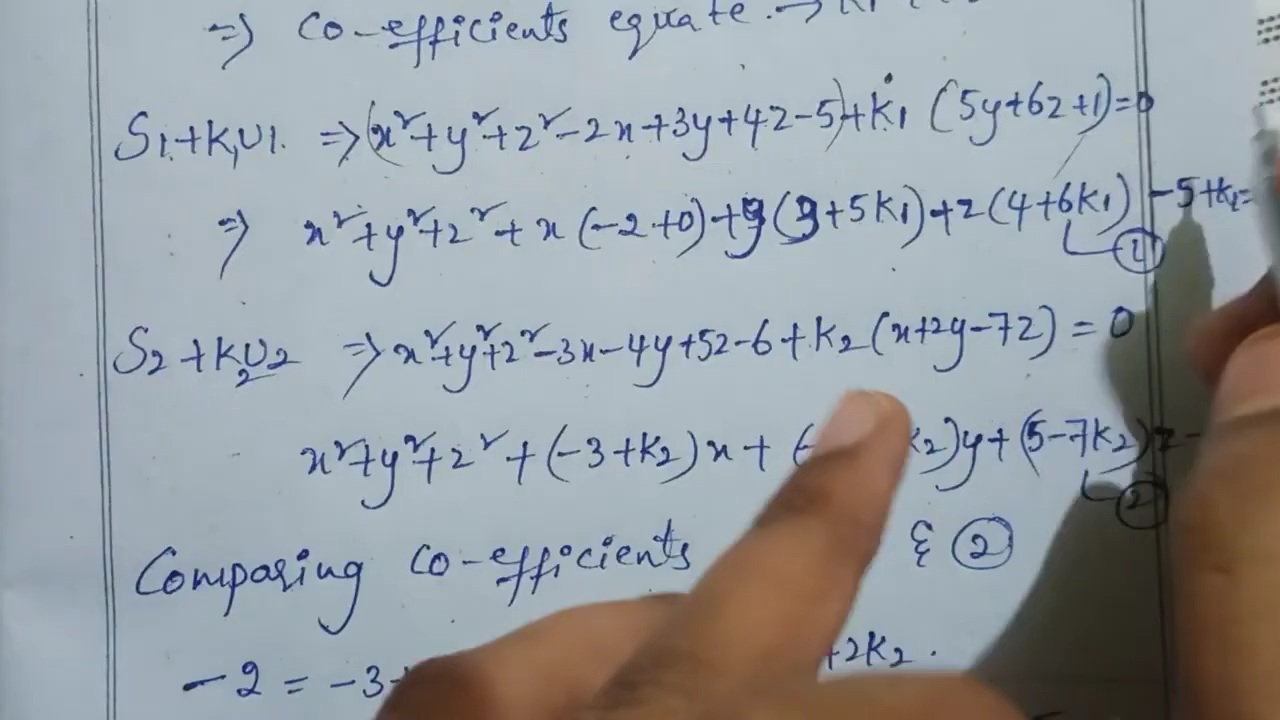 => Co-efficients equate. →
S1+K1U1. => (x²+y²+z²-2x+3y+4z-5)+K1 (5y+6z+1)=0
=> x²+y²+z²+x(-2+0)+y(3+5K1)+z(4+6K1) -5+K1=
①
S2+K2U2 => x²+y²+z²-3x-4y+5z-6+K2(x+2y-7z)=0
x²+y²+z²+(-3+K2)x+(- K2)y+(5-7K2)z-
②
Comparing Co-efficients & ②
-2 = -3+ +2K2.